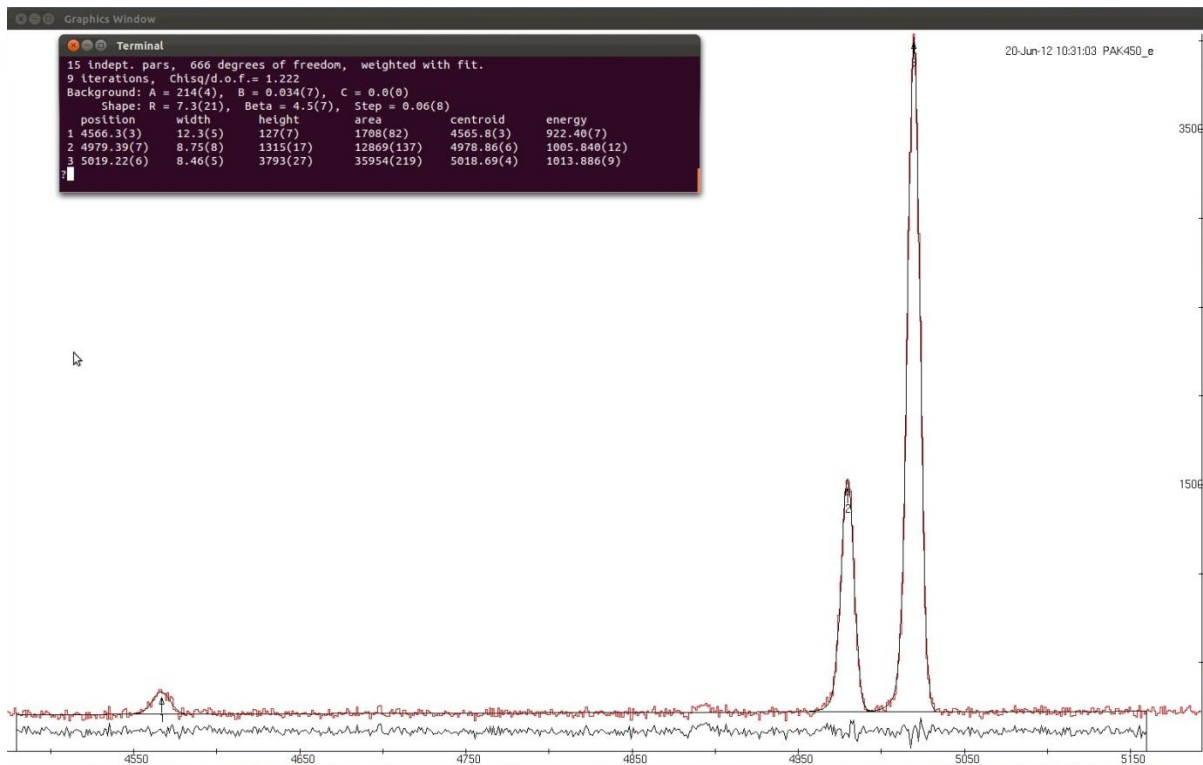 Graphics Window
Terminal
15 indept. pars, 666 degrees of freedom, weighted with fit.
9 iterations, Chisq/d.o.f.= 1.222
Background: A = 214(4), B = 0.034(7), C = 0.0(0)
Shape: R = 7.3(21), Beta = 4.5(7), Step = 0.06(8)
position width height area centroid energy
1 4566.3(3) 12.3(5) 127(7) 1708(82) 4565.8(3) 922.40(7)
2 4979.39(7) 8.75(8) 1315(17) 12869(137) 4978.86(6) 1005.840(12)
3 5019.22(6) 8.46(5) 3793(27) 35954(219) 5018.69(4) 1013.886(9)
?
20-Jun-12 10:31:03 PAK450_e
3500
1500
2
1
4550 4650 4750 4850 4950 5050 5150